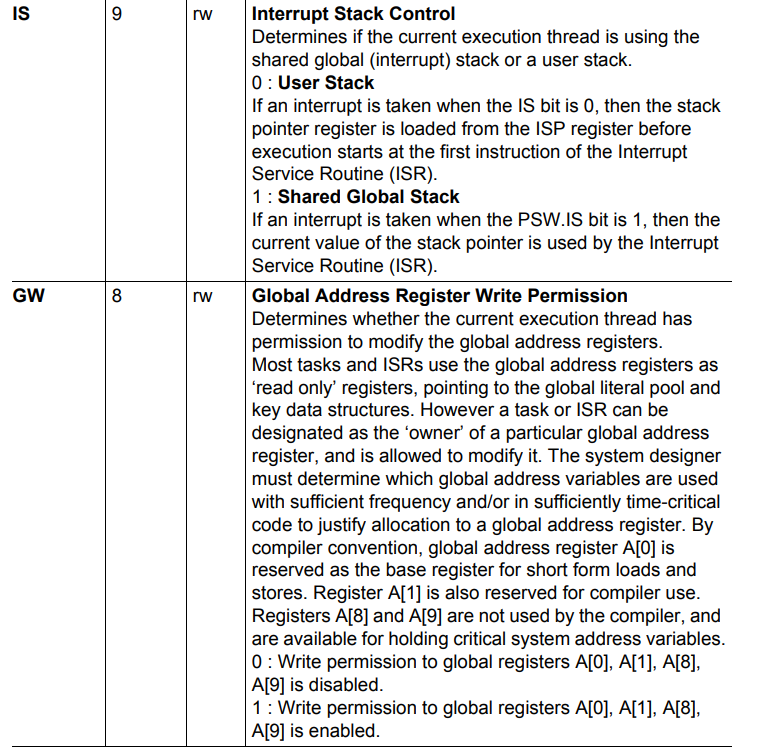 IS 9 rw Interrupt Stack Control
Determines if the current execution thread is using the
shared global (interrupt) stack or a user stack.
0 : User Stack
If an interrupt is taken when the IS bit is 0, then the stack
pointer register is loaded from the ISP register before
execution starts at the first instruction of the Interrupt
Service Routine (ISR).
1 : Shared Global Stack
If an interrupt is taken when the PSW.IS bit is 1, then the
current value of the stack pointer is used by the Interrupt
Service Routine (ISR).
GW 8 rw Global Address Register Write Permission
Determines whether the current execution thread has
permission to modify the global address registers.
Most tasks and ISRs use the global address registers as
‘read only’ registers, pointing to the global literal pool and
key data structures. However a task or ISR can be
designated as the ‘owner’ of a particular global address
register, and is allowed to modify it. The system designer
must determine which global address variables are used
with sufficient frequency and/or in sufficiently time-critical
code to justify allocation to a global address register. By
compiler convention, global address register A[0] is
reserved as the base register for short form loads and
stores. Register A[1] is also reserved for compiler use.
Registers A[8] and A[9] are not used by the compiler, and
are available for holding critical system address variables.
0 : Write permission to global registers A[0], A[1], A[8],
A[9] is disabled.
1 : Write permission to global registers A[0], A[1], A[8],
A[9] is enabled.